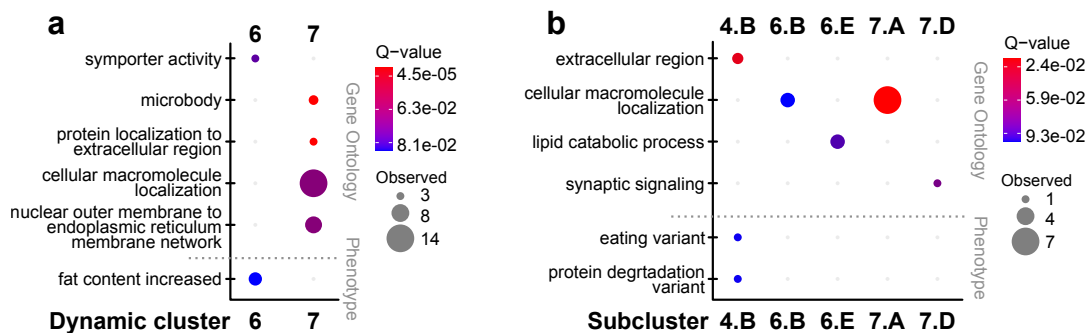 a
6 7
symporter activity
microbody
protein localization to
extracellular region
cellular macromolecule
localization
nuclear outer membrane to
endoplasmic reticulum
membrane network
fat content increased
Gene Ontology
Phenotype
Dynamic cluster 6 7
Q−value
4.5e−05
6.3e−02
8.1e−02
Observed
3
8
14
b
4.B 6.B 6.E 7.A 7.D
extracellular region
cellular macromolecule
localization
lipid catabolic process
synaptic signaling
eating variant
protein degrtadation
variant
Gene Ontology
Phenotype
Subcluster 4.B 6.B 6.E 7.A 7.D
Q−value
2.4e−02
5.9e−02
9.3e−02
Observed
1
4
7